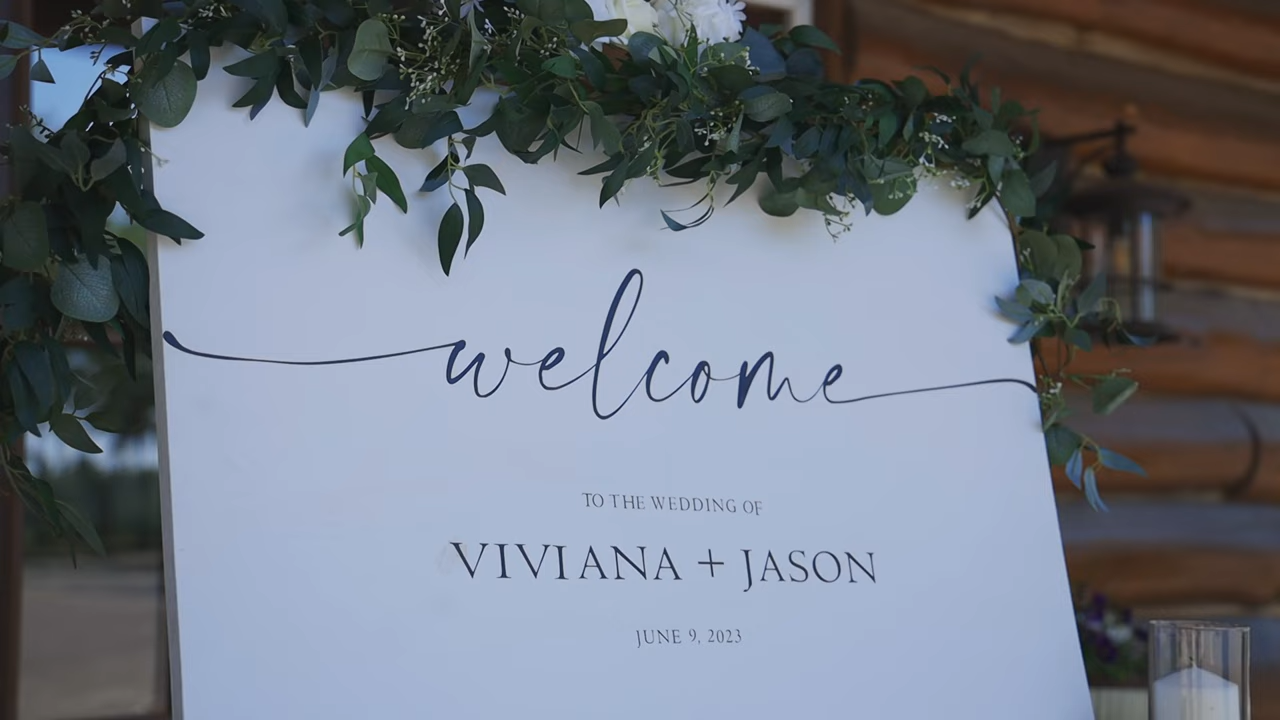 welcome
TO THE WEDDING OF
VIVIANA + JASON
JUNE 9, 2023